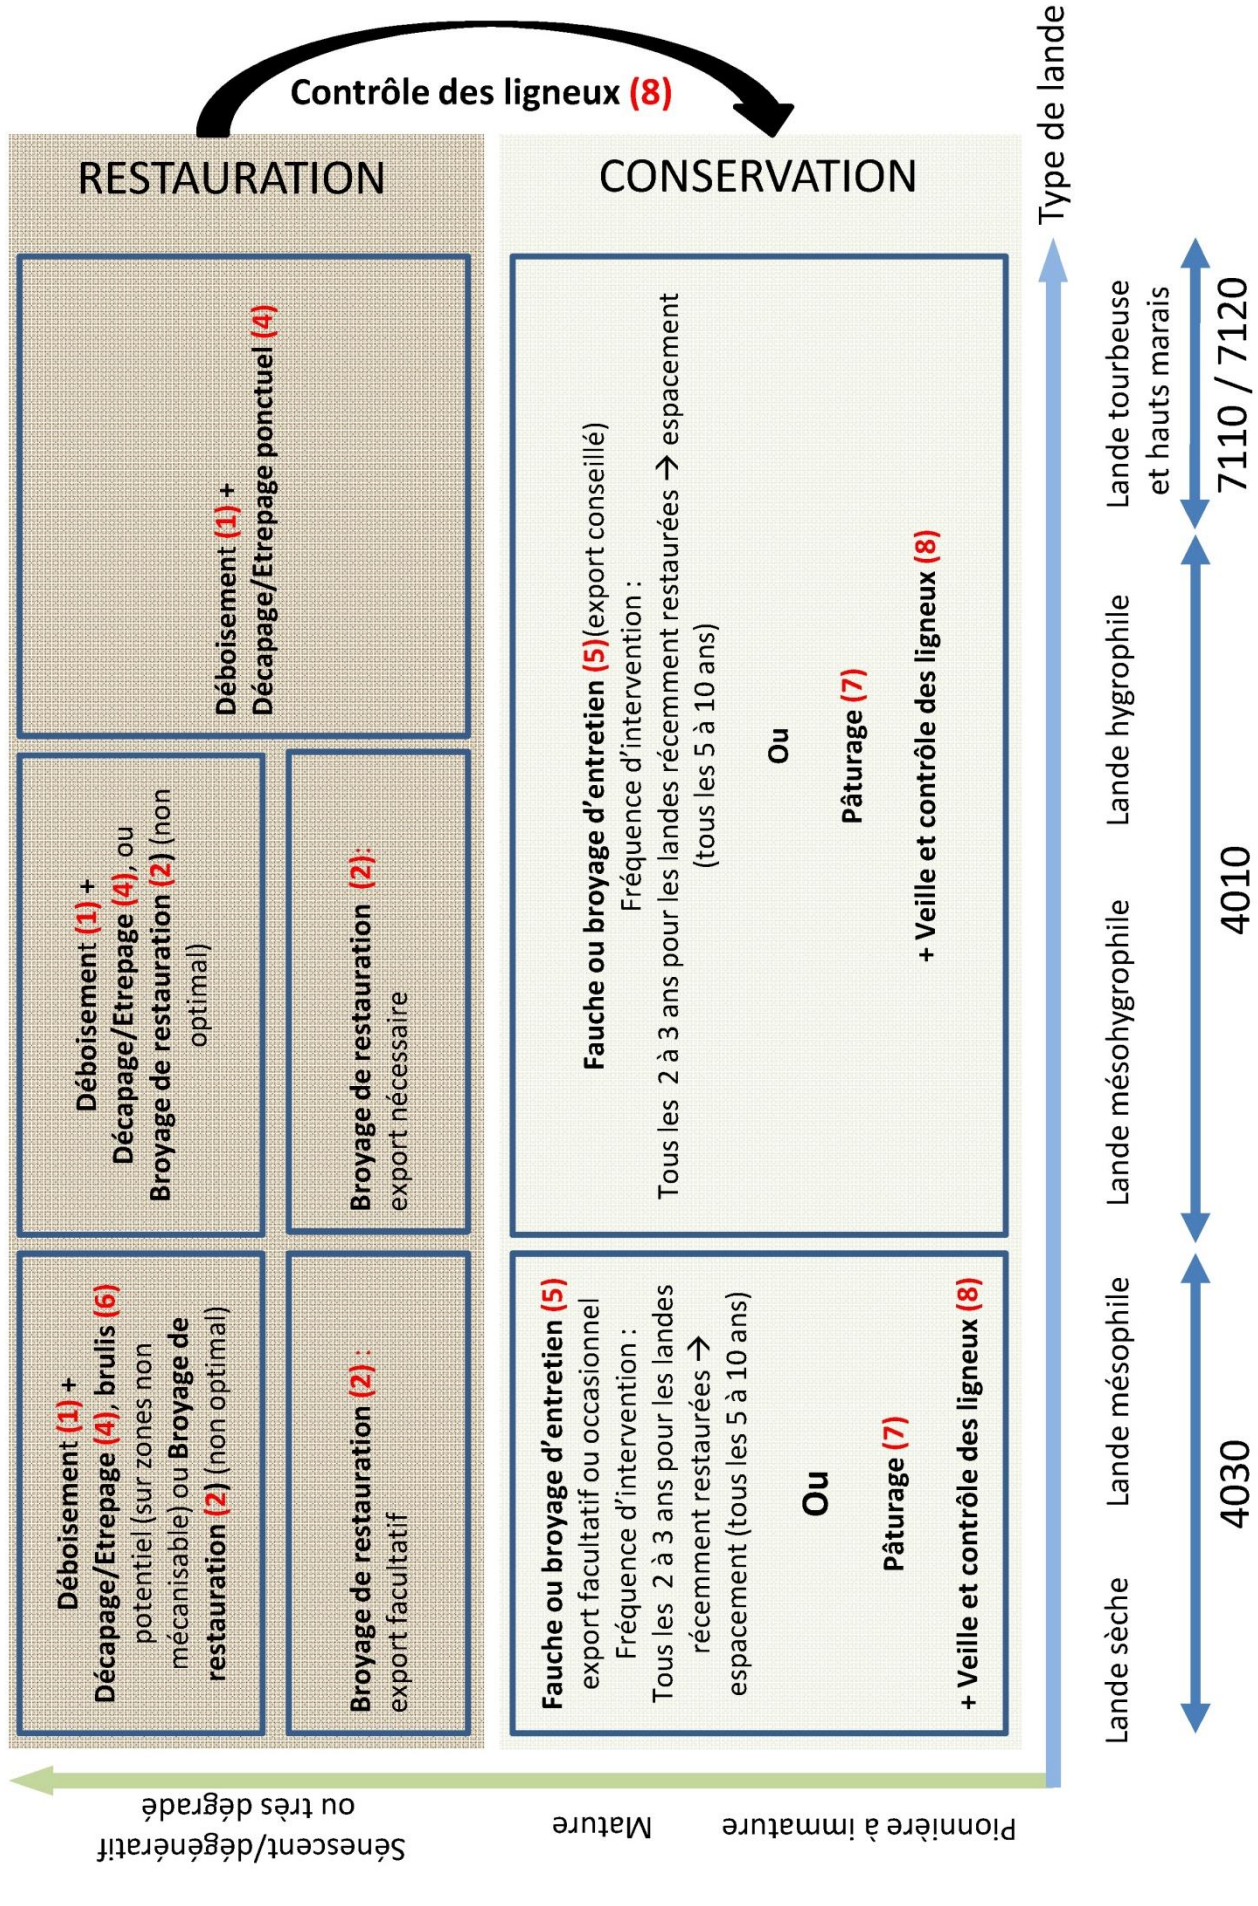 Contrôle des ligneux (8)
RESTAURATION
CONSERVATION
Déboisement (1) +
Décapage/Etrepage (4), brulis (6)
potentiel (sur zones non
mécanisable) ou Broyage de
restauration (2) (non optimal)
Broyage de restauration (2) :
export facultatif
Déboisement (1) +
Décapage/Etrepage (4), ou
Broyage de restauration (2) (non
optimal)
Broyage de restauration (2):
export nécessaire
Déboisement (1) +
Décapage/Etrepage ponctuel (4)
Fauche ou broyage d’entretien (5)
export facultatif ou occasionnel
Fréquence d’intervention :
Tous les 2 à 3 ans pour les landes
récemment restaurées →
espacement (tous les 5 à 10 ans)
Ou
Pâturage (7)
+ Veille et contrôle des ligneux (8)
Fauche ou broyage d’entretien (5)(export conseillé)
Fréquence d’intervention :
Tous les 2 à 3 ans pour les landes récemment restaurées → espacement
(tous les 5 à 10 ans)
Ou
Pâturage (7)
+ Veille et contrôle des ligneux (8)
Sénescent/dégénératif
ou très dégradé
Mature
Pionnière à immature
Type de lande
Lande sèche
Lande mésophile
Lande mésohygrophile
Lande hygrophile
Lande tourbeuse
et hauts marais
4030
4010
7110 / 7120